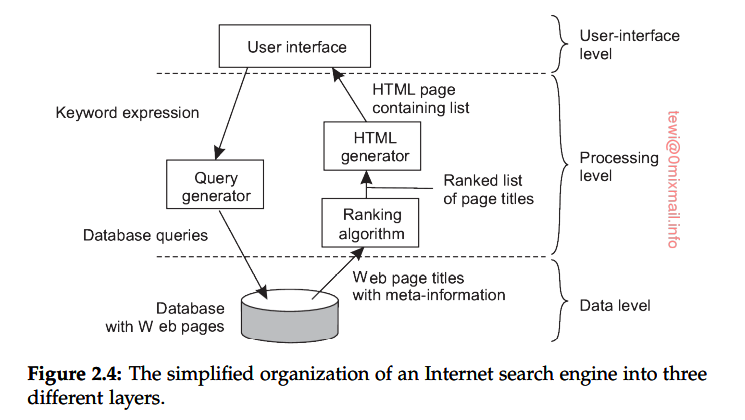 User interface
User-interface
level
Keyword expression
HTML page
containing list
HTML
generator
Processing
level
Query
generator
Ranked list
of page titles
Ranking
algorithm
Database queries
Web page titles
with meta-information
Database
with Web pages
Data level
tewi@0mixmail.info
Figure 2.4: The simplified organization of an Internet search engine into three
different layers.